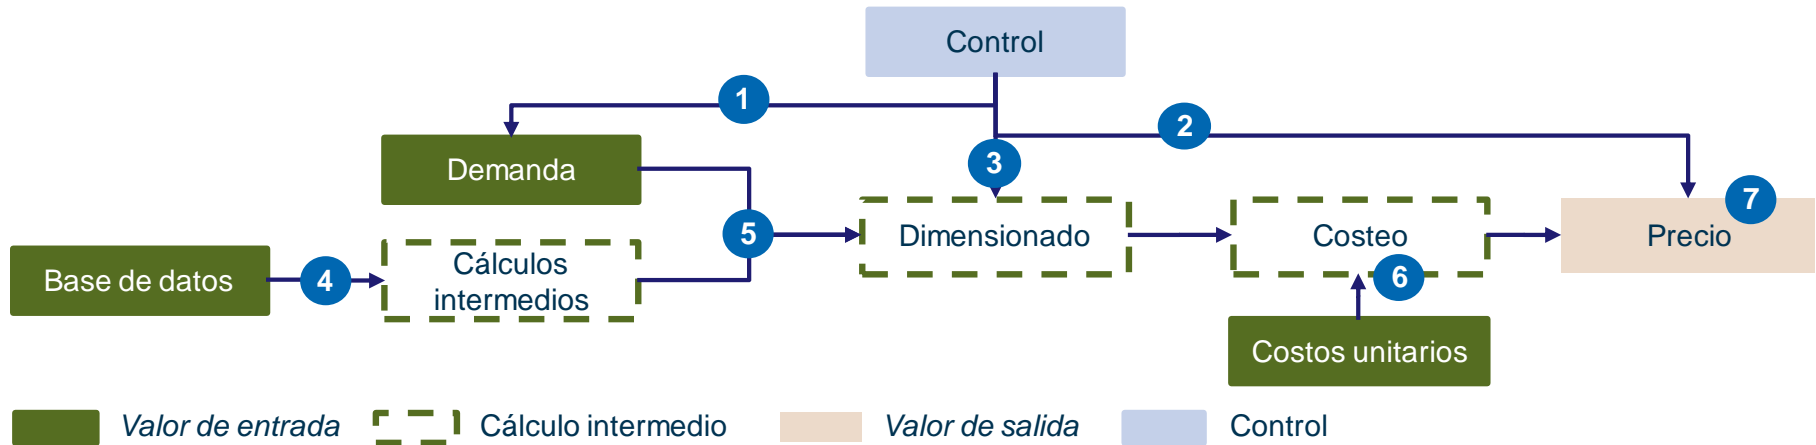 Control
1
2
Demanda
3
7
5
Dimensionado
Costeo
Precio
Base de datos
4
Cálculos
intermedios
6
Costos unitarios
Valor de entrada
Cálculo intermedio
Valor de salida
Control